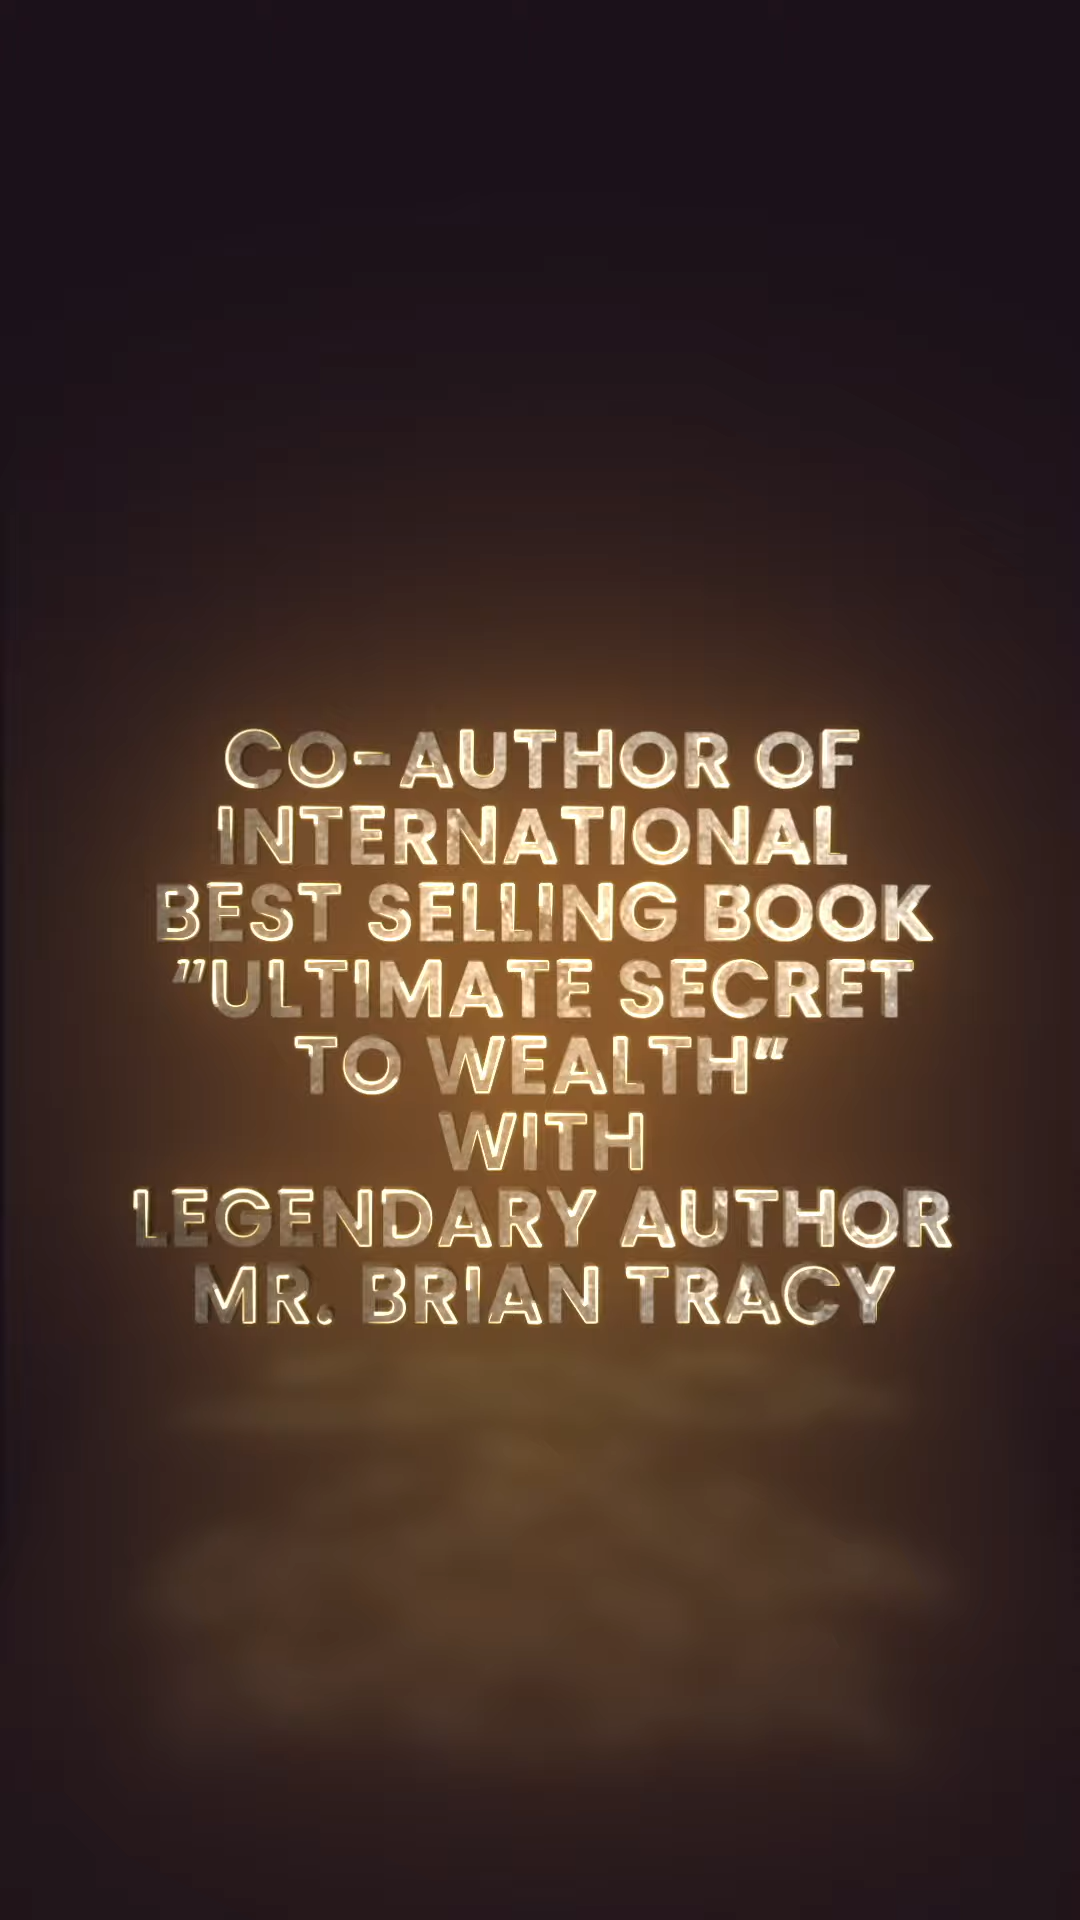 CO-AUTHOR OF
INTERNATIONAL
BEST SELLING BOOK
"ULTIMATE SECRET
TO WEALTH"
WITH
LEGENDARY AUTHOR
MR. BRIAN TRACY